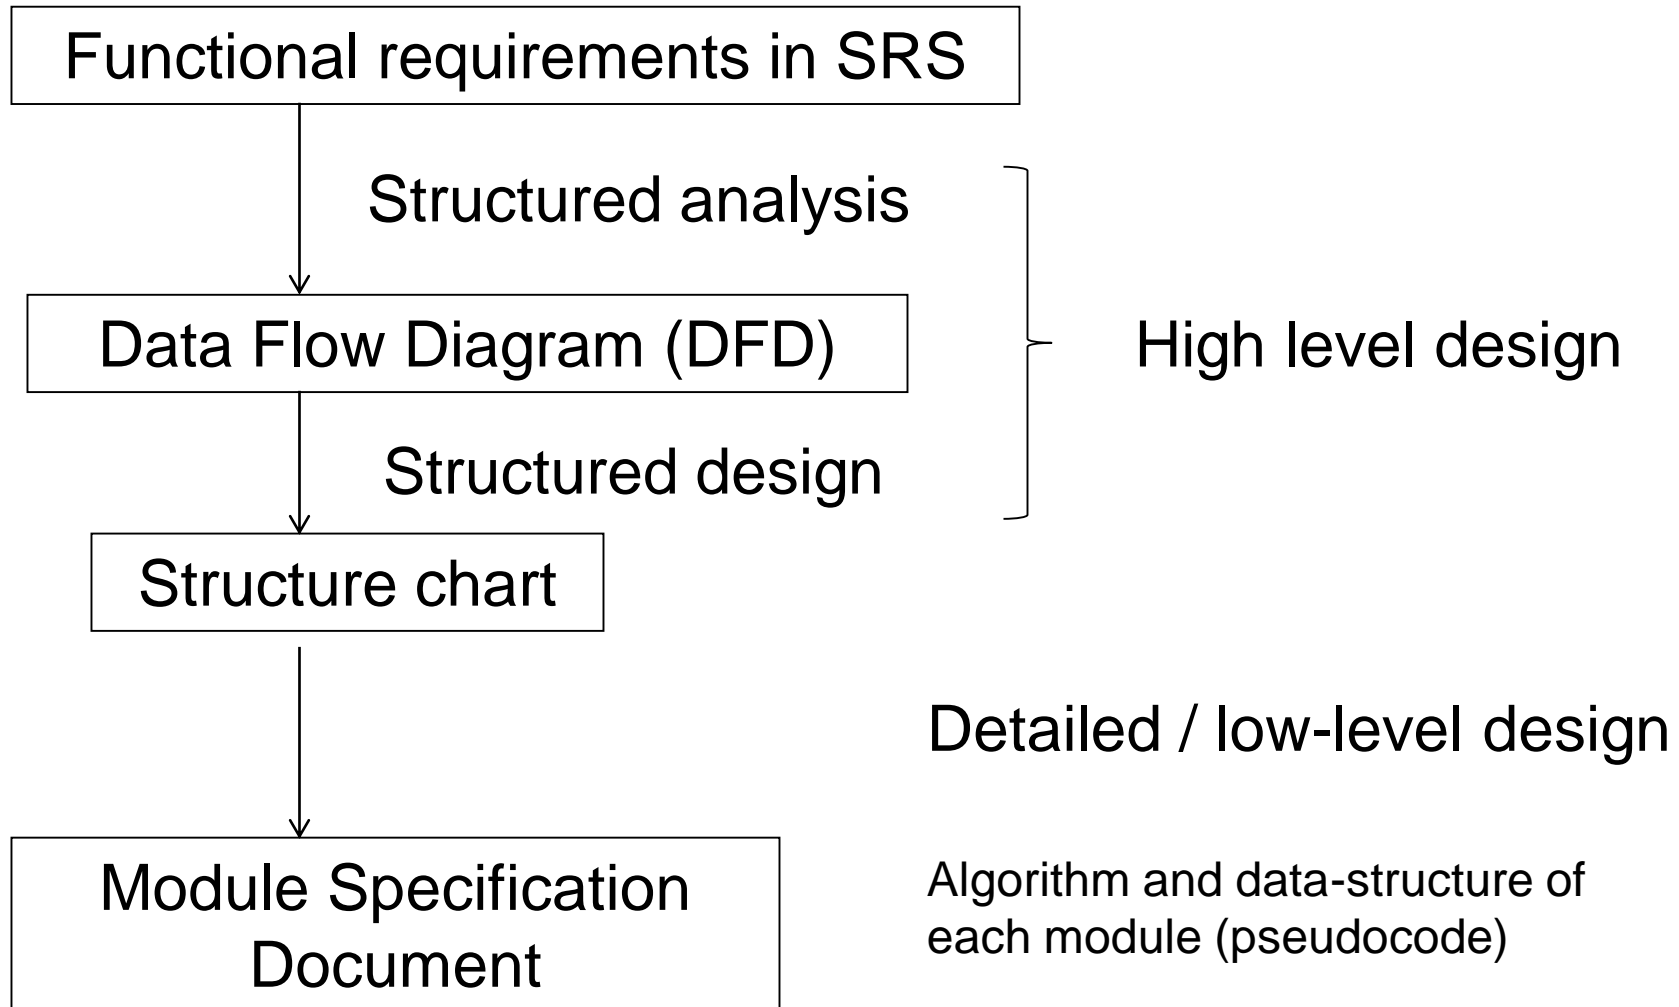 Functional requirements in SRS
Structured analysis
Data Flow Diagram (DFD)
High level design
Structured design
Structure chart
Detailed / low-level design
Module Specification
Document
Algorithm and data-structure of
each module (pseudocode)